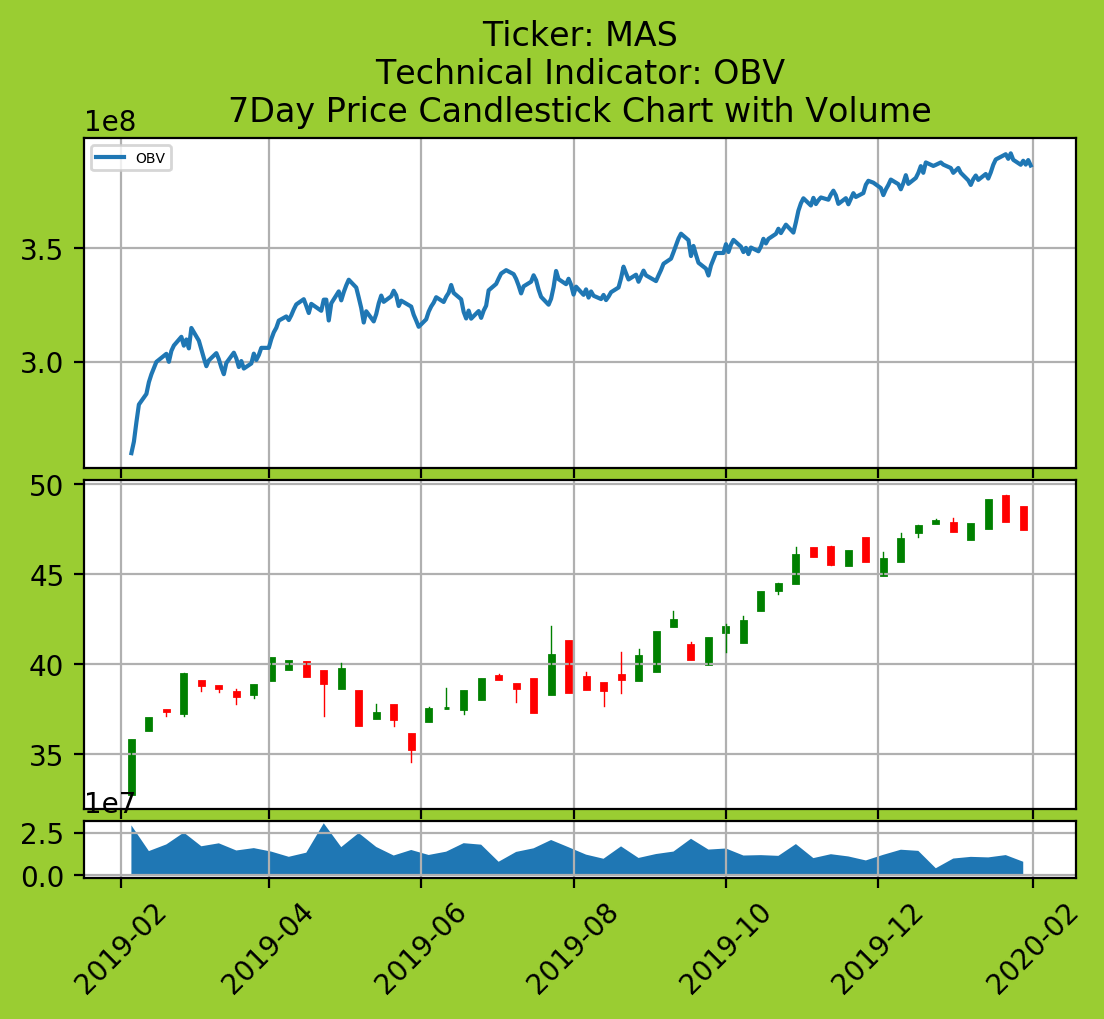 Ticker: MAS
Technical Indicator: OBV
7Day Price Candlestick Chart with Volume
1e8
OBV
3.5
3.0
50
45
40
35
1e7
2.5
0.0
2019-02
2019-04
2019-06
2019-08
2019-10
2019-12
2020-02